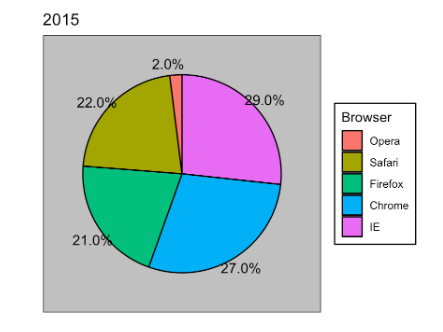 2015
2.0%
29.0%
22.0%
21.0%
27.0%
Browser
Opera
Safari
Firefox
Chrome
IE